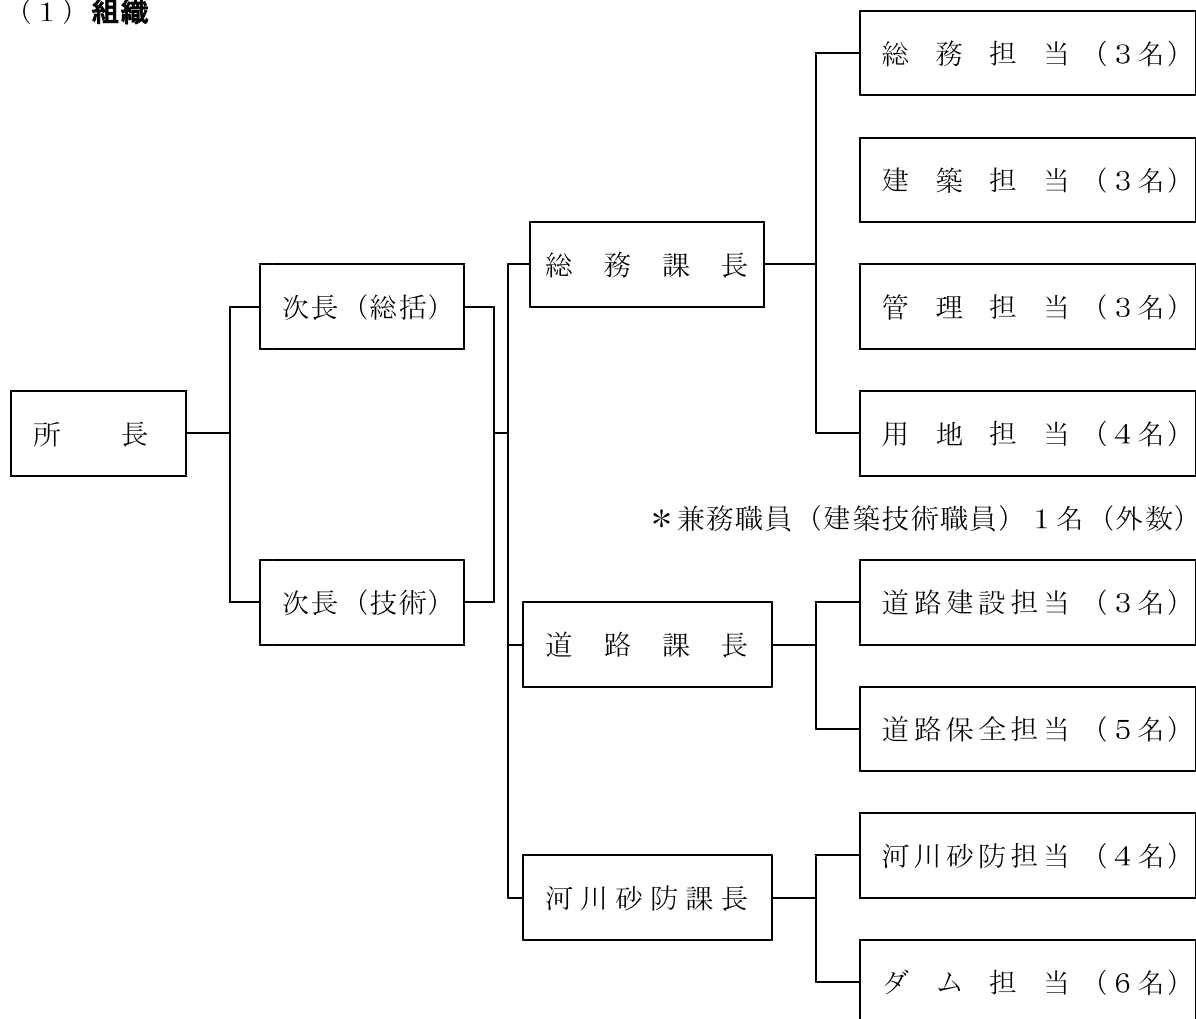 （１）組織
総務担当（３名）
建築担当（３名）
総務課長
管理担当（３名）
次長（総括）
所長
用地担当（４名）
＊兼務職員（建築技術職員）１名（外数）
次長（技術）
道路建設担当（３名）
道路課長
道路保全担当（５名）
河川砂防担当（４名）
河川砂防課長
ダム担当（６名）